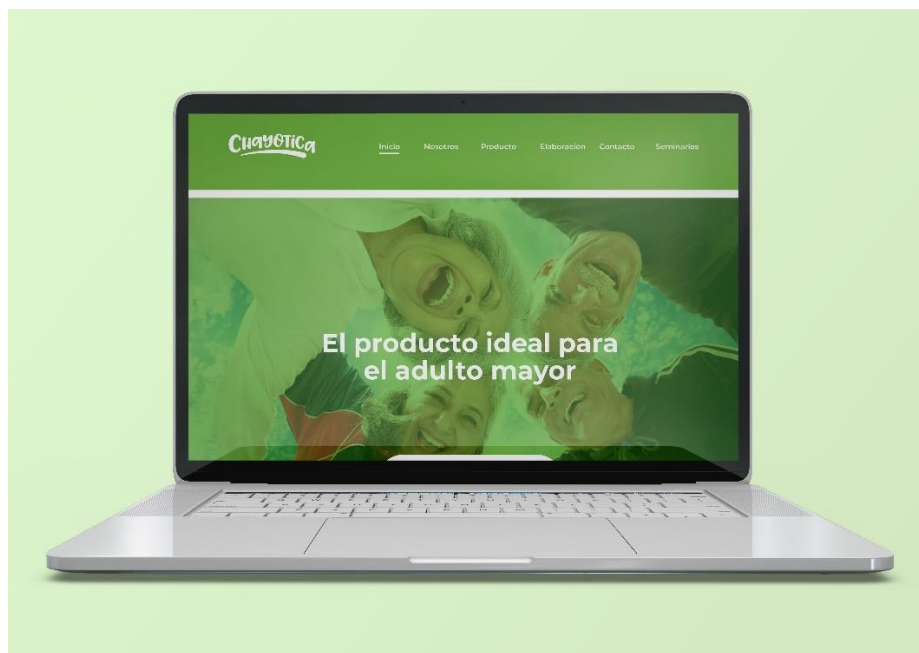 Chayotica
Inicio Nosotros Producto Elaboracion Contacto Seminarios
El producto ideal para
el adulto mayor